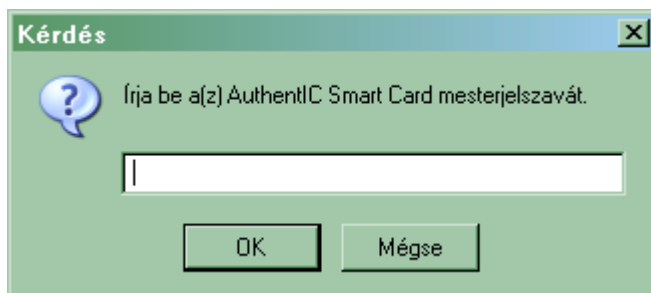 Kérdés
Írja be a(z) AuthentIC Smart Card mesterjelszavát.
OK
Mégse